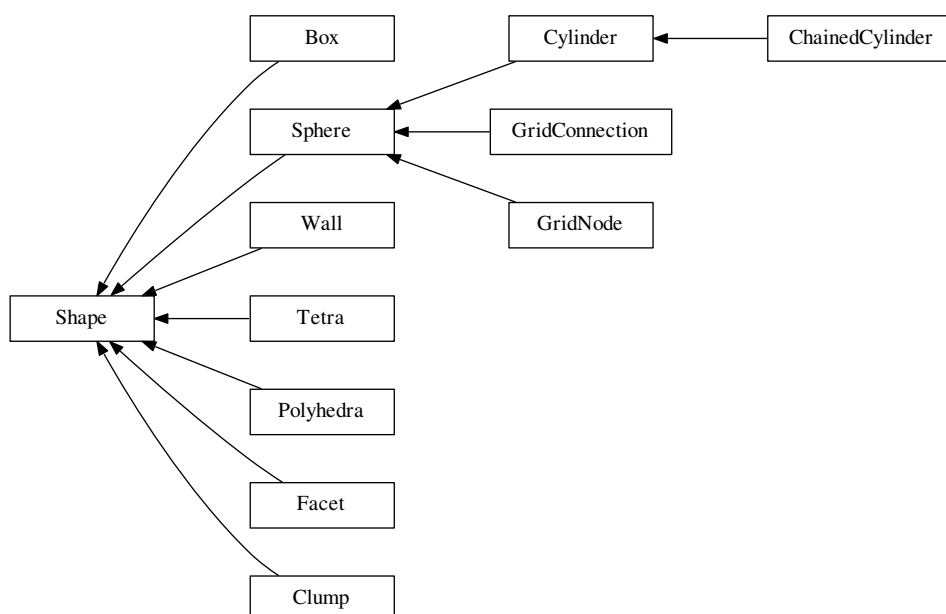 Box
Cylinder
ChainedCylinder
Sphere
GridConnection
Wall
GridNode
Shape
Tetra
Polyhedra
Facet
Clump